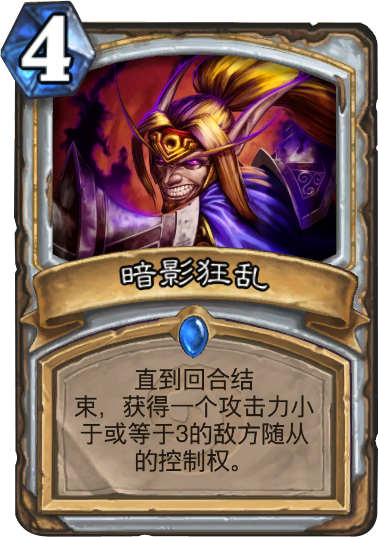 4
暗影狂乱
直到回合结
束，获得一个攻击力小
于或等于3的敌方随从
的控制权。